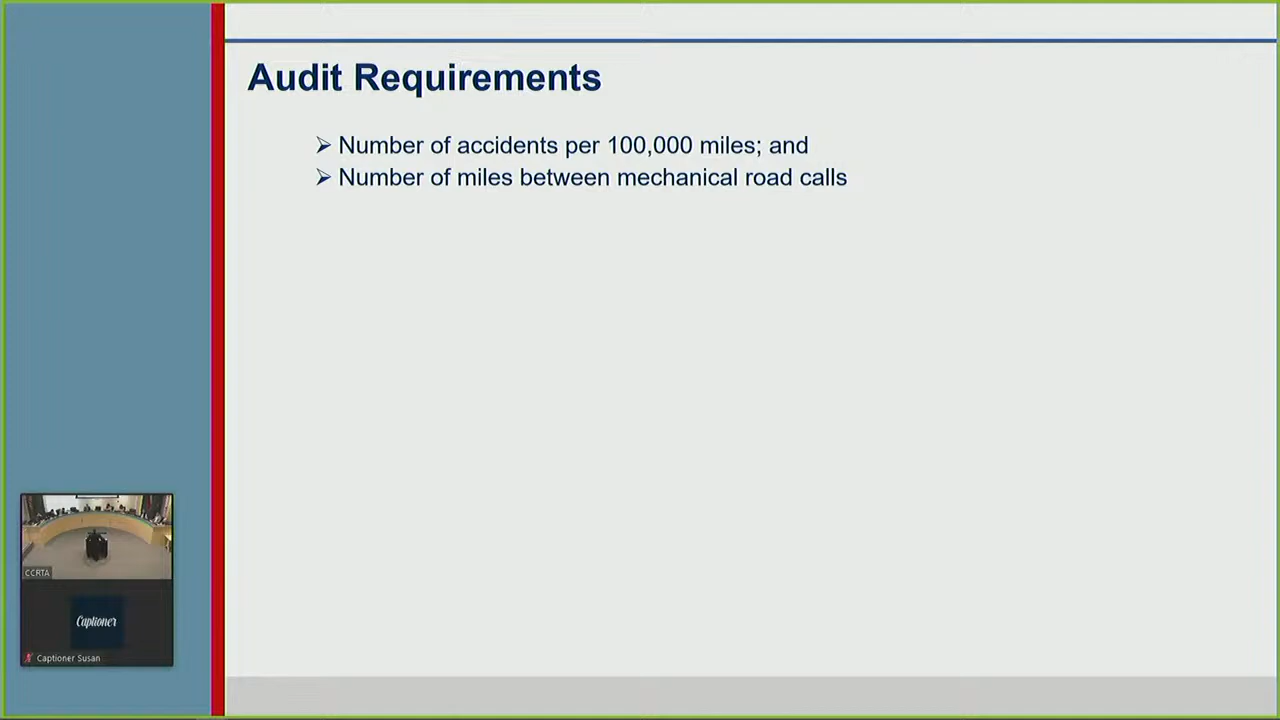 Audit Requirements
➢ Number of accidents per 100,000 miles; and
➢ Number of miles between mechanical road calls
CCRTA
Captioner
Captioner Susan